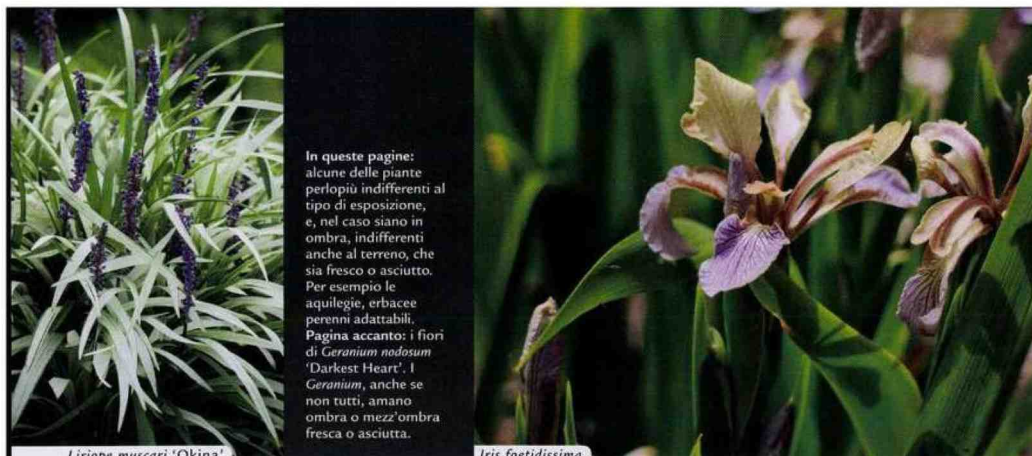 In queste pagine:
alcune delle piante
perlopiù indifferenti al
tipo di esposizione,
e, nel caso siano in
ombra, indifferenti
anche al terreno, che
sia fresco o asciutto.
Per esempio le
aquilegie, erbacee
perenni adattabili.
Pagina accanto: i fiori
di Geranium nodosum
'Darkest Heart'. I
Geranium, anche se
non tutti, amano
ombra o mezz'ombra
fresca o asciutta.
Liriope muscari 'Okina'
Iris foetidissima